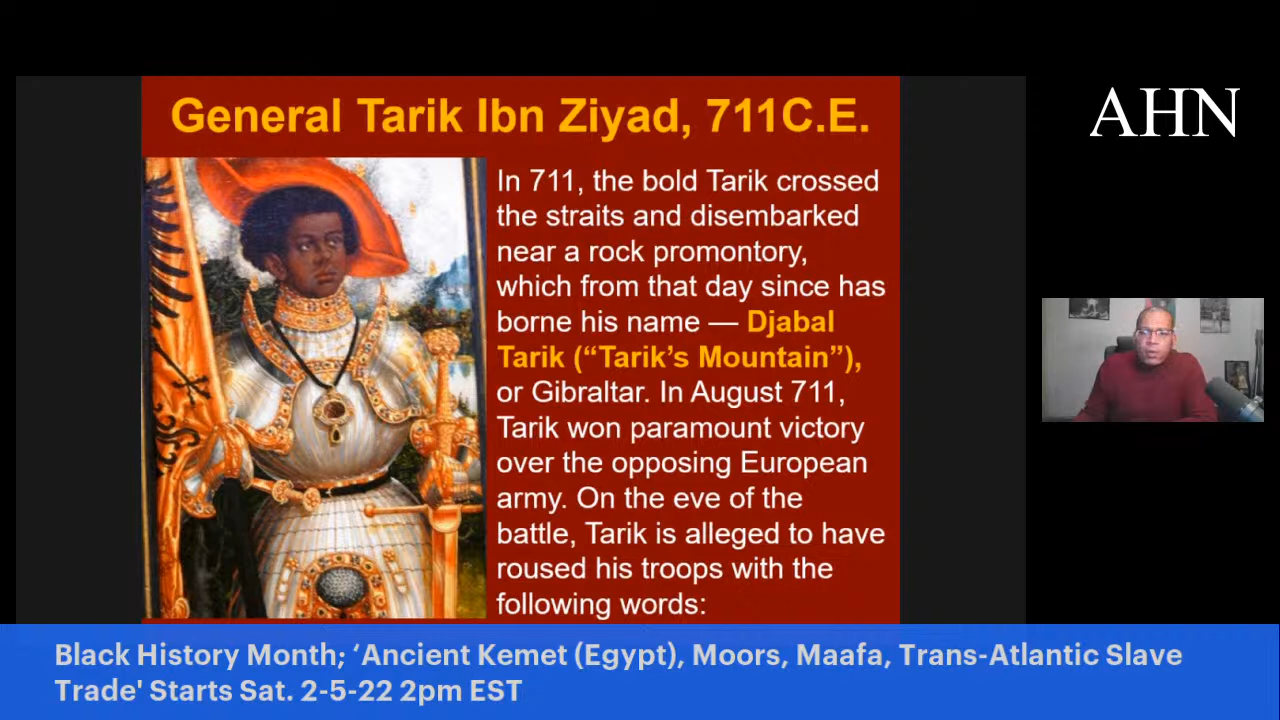 AHN
General Tarik Ibn Ziyad, 711C.E.
In 711, the bold Tarik crossed
the straits and disembarked
near a rock promontory,
which from that day since has
borne his name — Djabal
Tarik (“Tarik’s Mountain”),
or Gibraltar. In August 711,
Tarik won paramount victory
over the opposing European
army. On the eve of the
battle, Tarik is alleged to have
roused his troops with the
following words:
Black History Month; ‘Ancient Kemet (Egypt), Moors, Maafa, Trans-Atlantic Slave
Trade' Starts Sat. 2-5-22 2pm EST